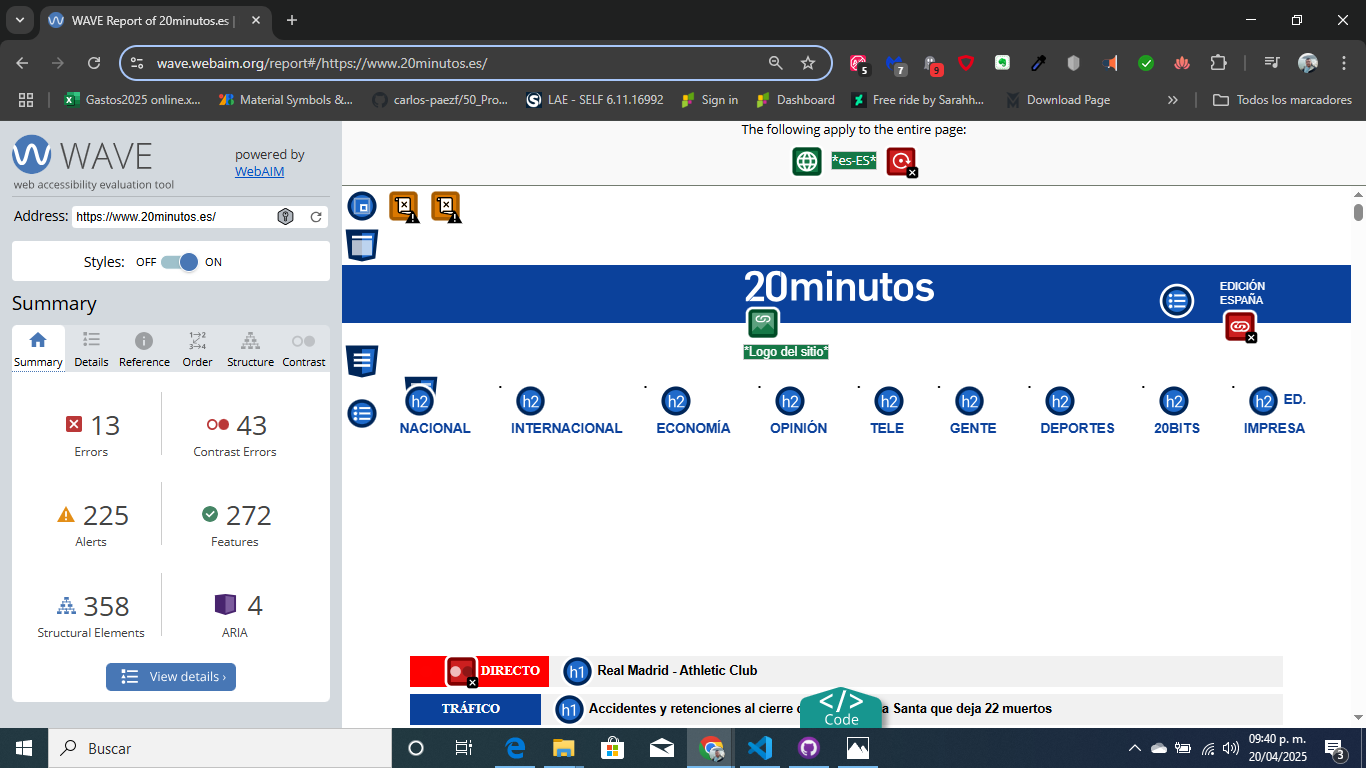 WAVE Report of 20minutos.es |
wave.webaim.org/report#/https://www.20minutos.es/
5
7
9
Gastos2025 online.x...
Material Symbols &...
carlos-paezf/50_Pro...
LAE - SELF 6.11.16992
Sign in
Dashboard
Free ride by Sarahh...
Download Page
»
Todos los marcadores
WAVE
web accessibility evaluation tool
powered by
WebAIM
Address: https://www.20minutos.es/
Styles: OFF ON
Summary
Summary Details Reference Order Structure Contrast
13
Errors
43
Contrast Errors
225
Alerts
272
Features
358
Structural Elements
4
ARIA
View details ›
The following apply to the entire page:
*es-ES*
20minutos
EDICIÓN
ESPAÑA
*Logo del sitio*
h2 h2 h2 h2 h2 h2 h2 h2 h2 ED.
NACIONAL INTERNACIONAL ECONOMÍA OPINIÓN TELE GENTE DEPORTES 20BITS IMPRESA
DIRECTO h1 Real Madrid - Athletic Club
TRÁFICO h1 Accidentes y retenciones al cierre a Santa que deja 22 muertos
</> 
Code
Buscar
09:40 p. m.
20/04/2025
3